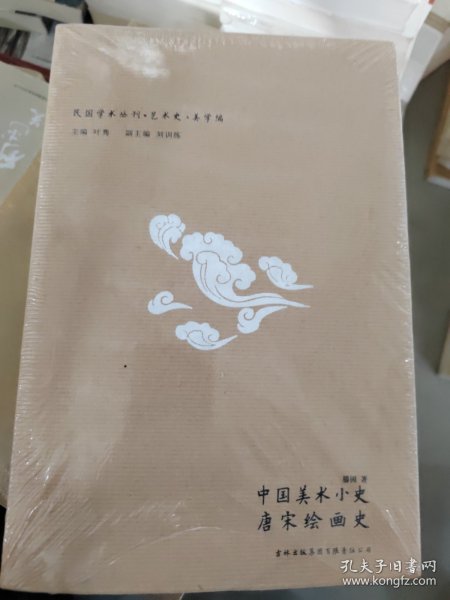 民国学术丛刊·艺术史·美学编
主编 叶隽 副主编 刘训练
滕固 著
中国美术小史
唐宋绘画史
吉林出版集团有限责任公司
孔夫子旧书网
www.kongfz.com